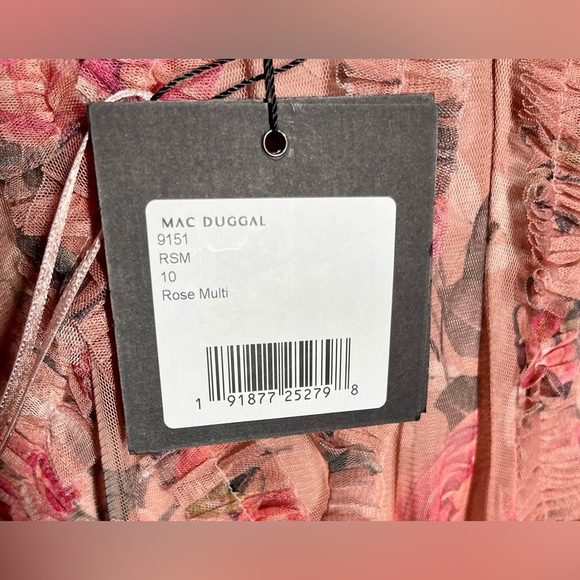 MAC DUGGAL
9151
RSM
10
Rose Multi
1 91877 25279 8